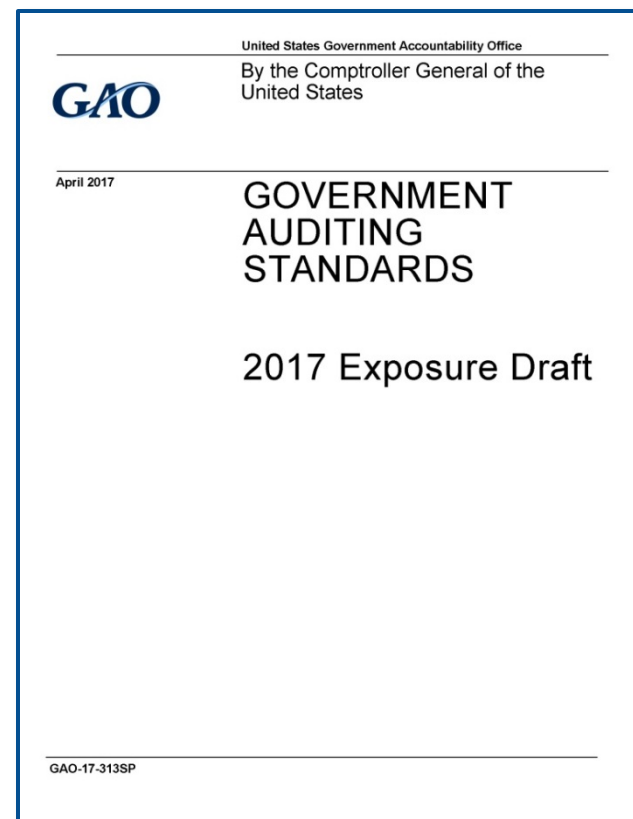 United States Government Accountability Office
By the Comptroller General of the
United States
GAO
April 2017
GOVERNMENT
AUDITING
STANDARDS
2017 Exposure Draft
GAO-17-313SP